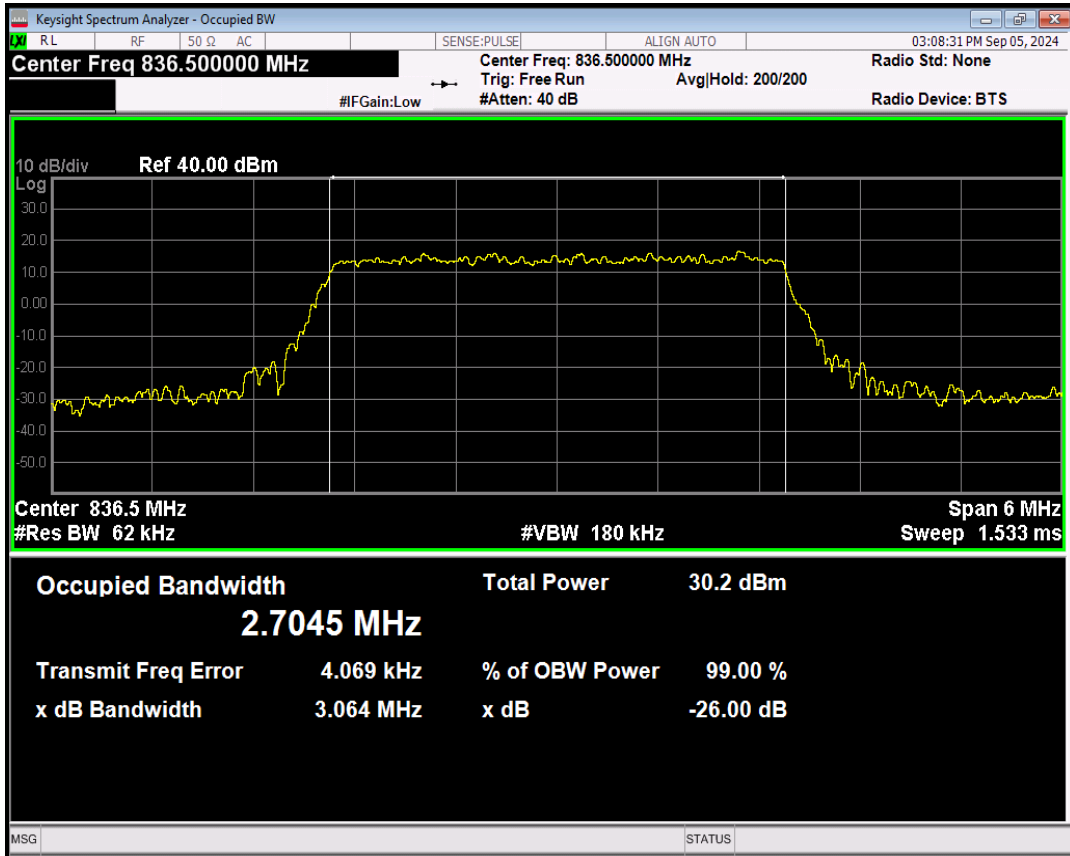 Keysight Spectrum Analyzer - Occupied BW
LXI RL RF 50 Ω AC SENSE:PULSE ALIGN AUTO 03:08:31 PM Sep 05, 2024
Center Freq 836.500000 MHz
Center Freq: 836.500000 MHz Radio Std: None
Trig: Free Run Avg|Hold: 200/200
#IFGain:Low #Atten: 40 dB Radio Device: BTS
10 dB/div Ref 40.00 dBm
Log
30.0
20.0
10.0
0.00
-10.0
-20.0
-30.0
-40.0
-50.0
Center 836.5 MHz Span 6 MHz
#Res BW 62 kHz #VBW 180 kHz Sweep 1.533 ms
Occupied Bandwidth Total Power 30.2 dBm
2.7045 MHz
Transmit Freq Error 4.069 kHz % of OBW Power 99.00 %
x dB Bandwidth 3.064 MHz x dB -26.00 dB
MSG STATUS